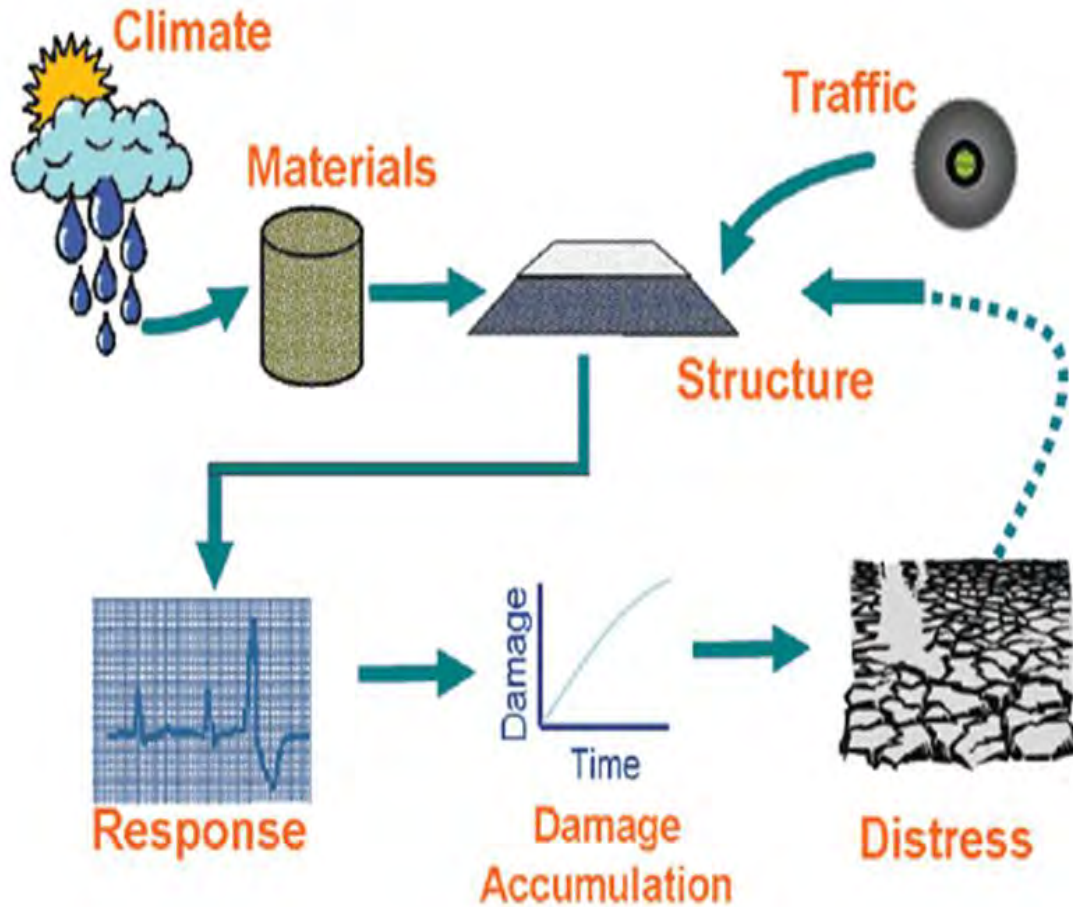 Climate
Traffic
Materials
Structure
Damage
Time
Response
Damage
Accumulation
Distress